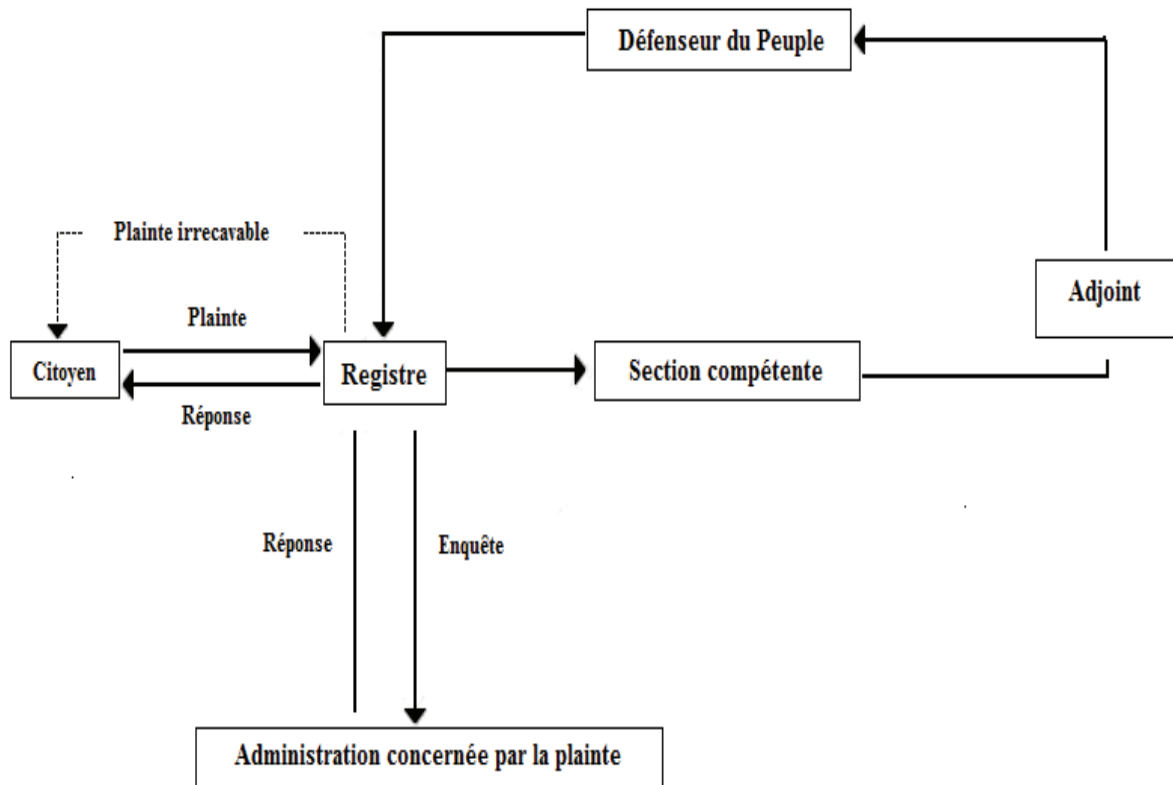 Défenseur du Peuple
Plainte irrecavable
Adjoint
Plainte
Citoyen
Registre
Section compétente
Réponse
Réponse
Enquête
Administration concernée par la plainte